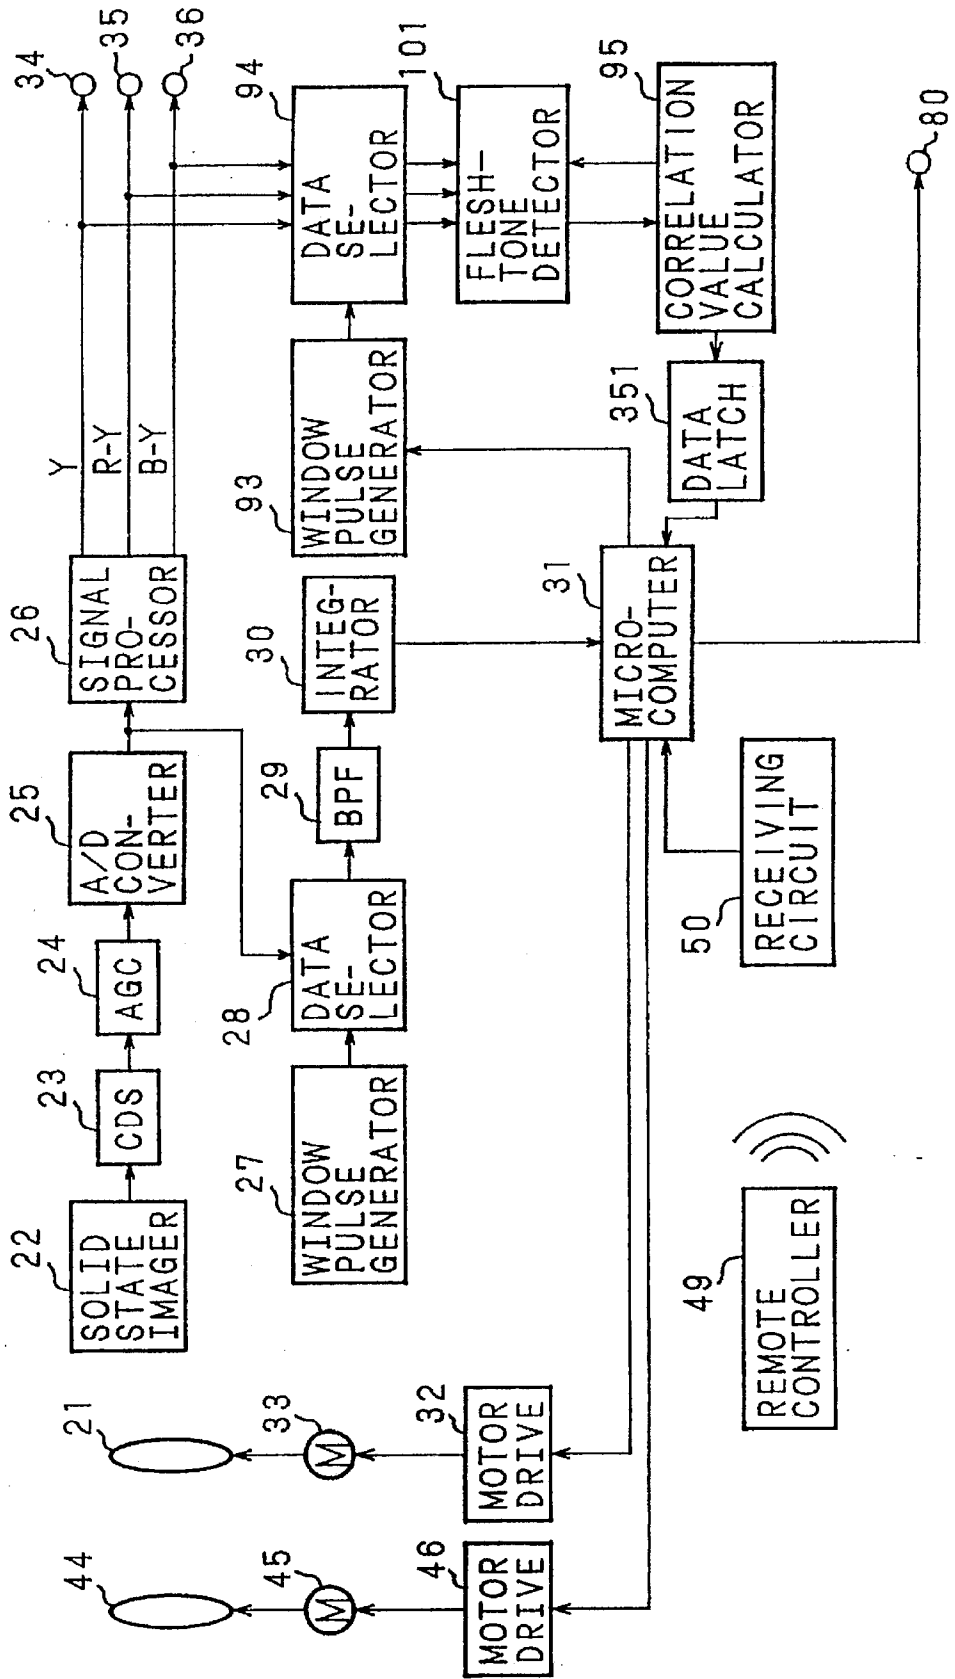 44
21
22
SOLID
STATE
IMAGER
23
CDS
24
AGC
25
A/D
CON-
VERTER
26
SIGNAL
PRO-
CESSOR
Y
R-Y
B-Y
34
35
36
45
M
33
M
27
WINDOW
PULSE
GENERATOR
28
DATA
SE-
LECTOR
29
BPF
30
INTEG-
RATOR
93
WINDOW
PULSE
GENERATOR
94
DATA
SE-
LECTOR
101
FLESH-
TONE
DETECTOR
46
MOTOR
DRIVE
32
MOTOR
DRIVE
31
MICRO-
COMPUTER
351
DATA
LATCH
95
CORRELATION
VALUE
CALCULATOR
49
REMOTE
CONTROLLER
50
RECEIVING
CIRCUIT
80